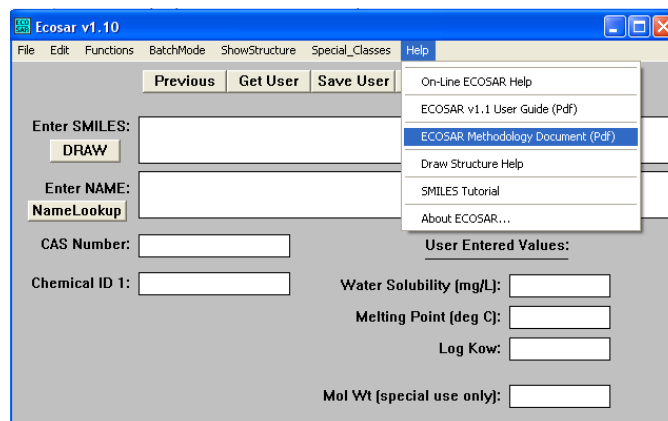 ECO SAR Ecosar v1.10
File Edit Functions BatchMode ShowStructure Special_Classes Help
Previous Get User Save User
On-Line ECOSAR Help
ECOSAR v1.1 User Guide (Pdf)
ECOSAR Methodology Document (Pdf)
Draw Structure Help
SMILES Tutorial
About ECOSAR...
Enter SMILES:
DRAW
Enter NAME:
NameLookup
CAS Number:
User Entered Values:
Chemical ID 1:
Water Solubility (mg/L):
Melting Point (deg C):
Log Kow:
Mol Wt (special use only):